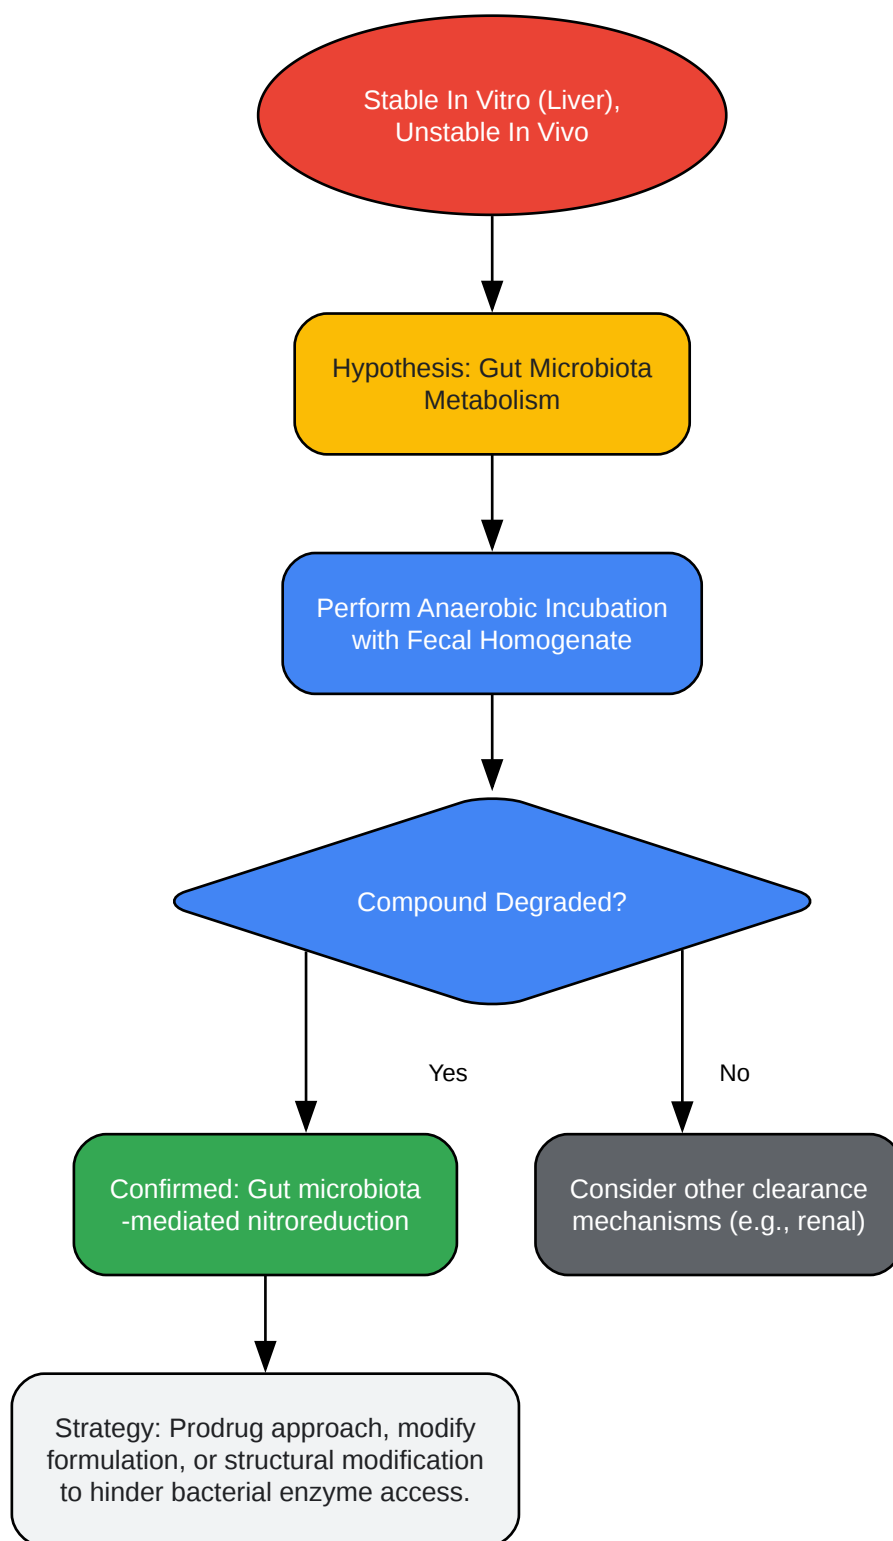 Stable In Vitro (Liver),
Unstable In Vivo
Hypothesis: Gut Microbiota
Metabolism
Perform Anaerobic Incubation
with Fecal Homogenate
Compound Degraded?
Yes
No
Confirmed: Gut microbiota
-mediated nitroreduction
Consider other clearance
mechanisms (e.g., renal)
Strategy: Prodrug approach, modify
formulation, or structural modification
to hinder bacterial enzyme access.